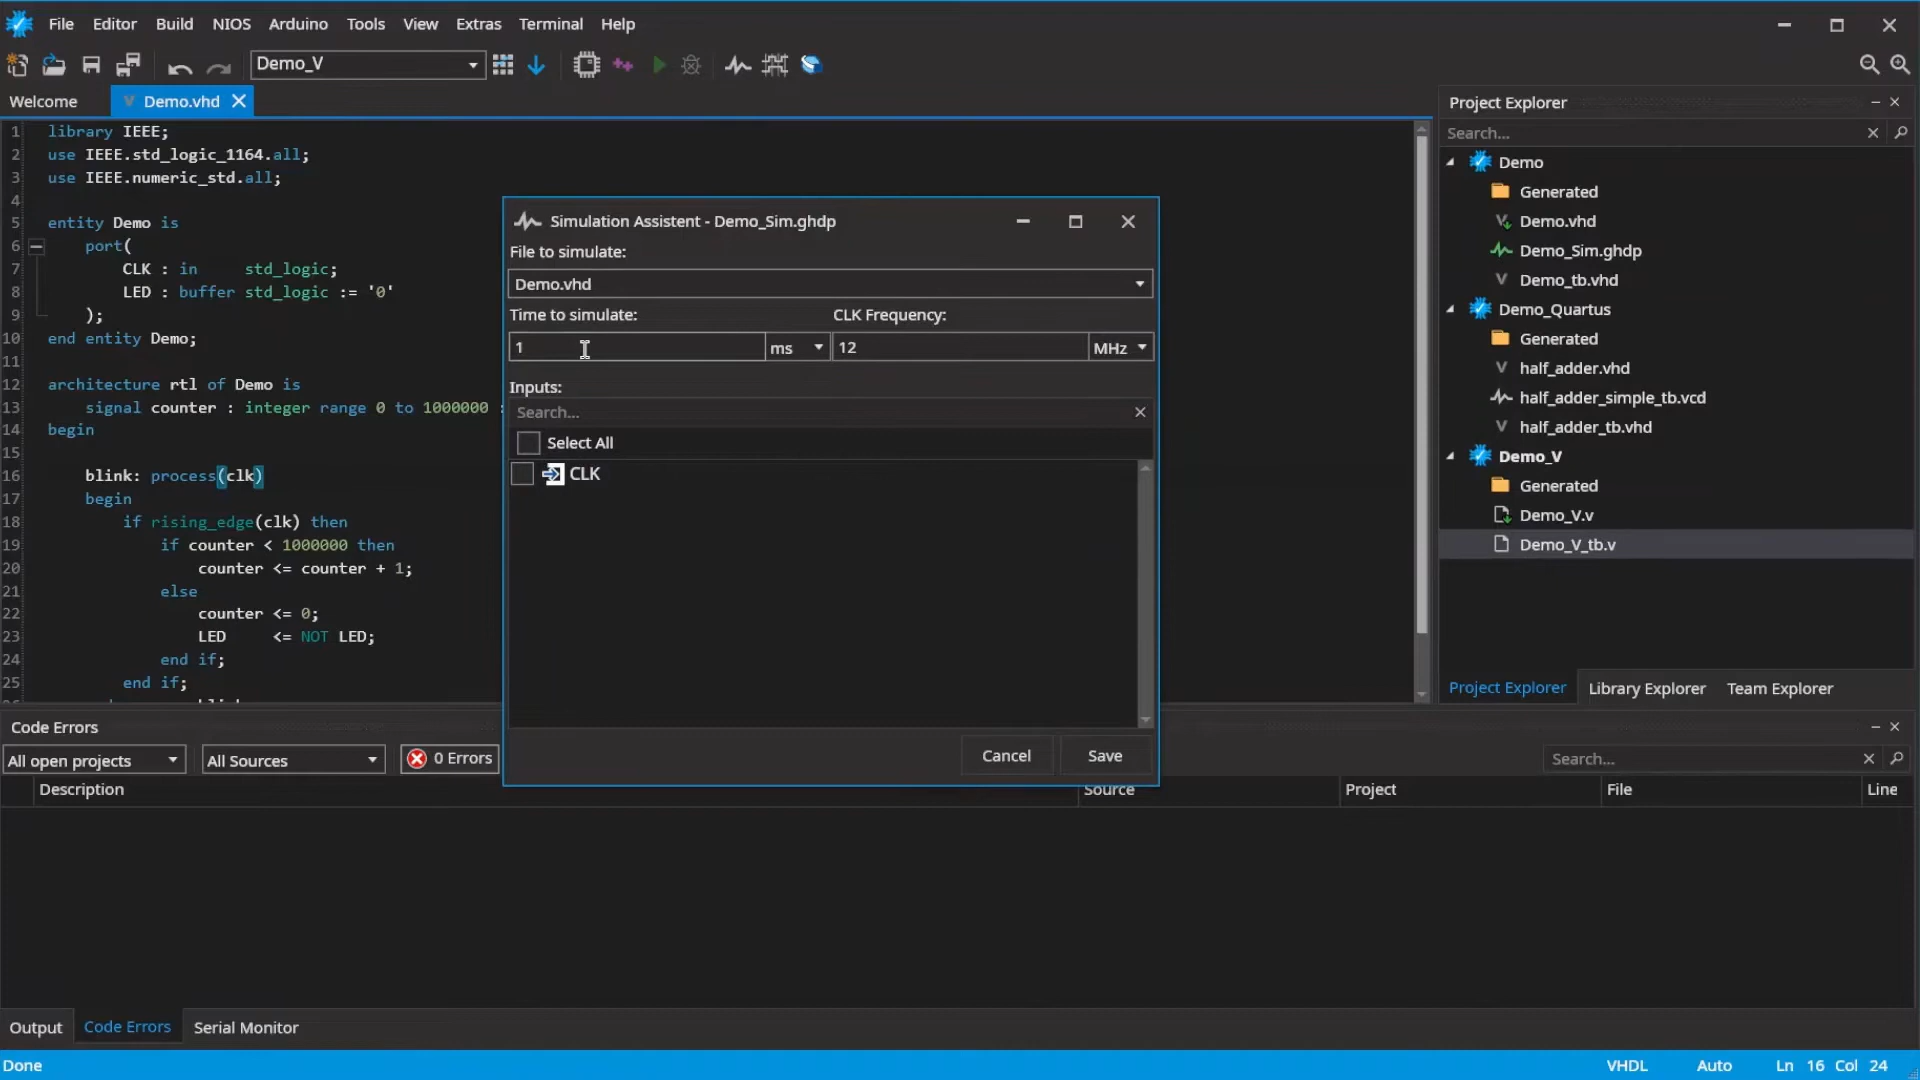 File Editor Build NIOS Arduino Tools View Extras Terminal Help
Demo_V
Welcome Demo.vhd
1 library IEEE;
2 use IEEE.std_logic_1164.all;
3 use IEEE.numeric_std.all;
4
5 entity Demo is
6 port(
7 CLK : in std_logic;
8 LED : buffer std_logic := '0'
9 );
10 end entity Demo;
11
12 architecture rtl of Demo is
13 signal counter : integer range 0 to 1000000 :
14 begin
15
16 blink: process(clk)
17 begin
18 if rising_edge(clk) then
19 if counter < 1000000 then
20 counter <= counter + 1;
21 else
22 counter <= 0;
23 LED <= NOT LED;
24 end if;
25 end if;
Simulation Assistent - Demo_Sim.ghdp
File to simulate:
Demo.vhd
Time to simulate: CLK Frequency:
1 ms 12 MHz
Inputs:
Search...
Select All
CLK
Cancel Save
Project Explorer
Search...
Demo
Generated
Demo.vhd
Demo_Sim.ghdp
Demo_tb.vhd
Demo_Quartus
Generated
half_adder.vhd
half_adder_simple_tb.vcd
half_adder_tb.vhd
Demo_V
Generated
Demo_V.v
Demo_V_tb.v
Project Explorer Library Explorer Team Explorer
Code Errors
All open projects All Sources 0 Errors Search...
Description Source Project File Line
Output Code Errors Serial Monitor
Done VHDL Auto Ln 16 Col 24